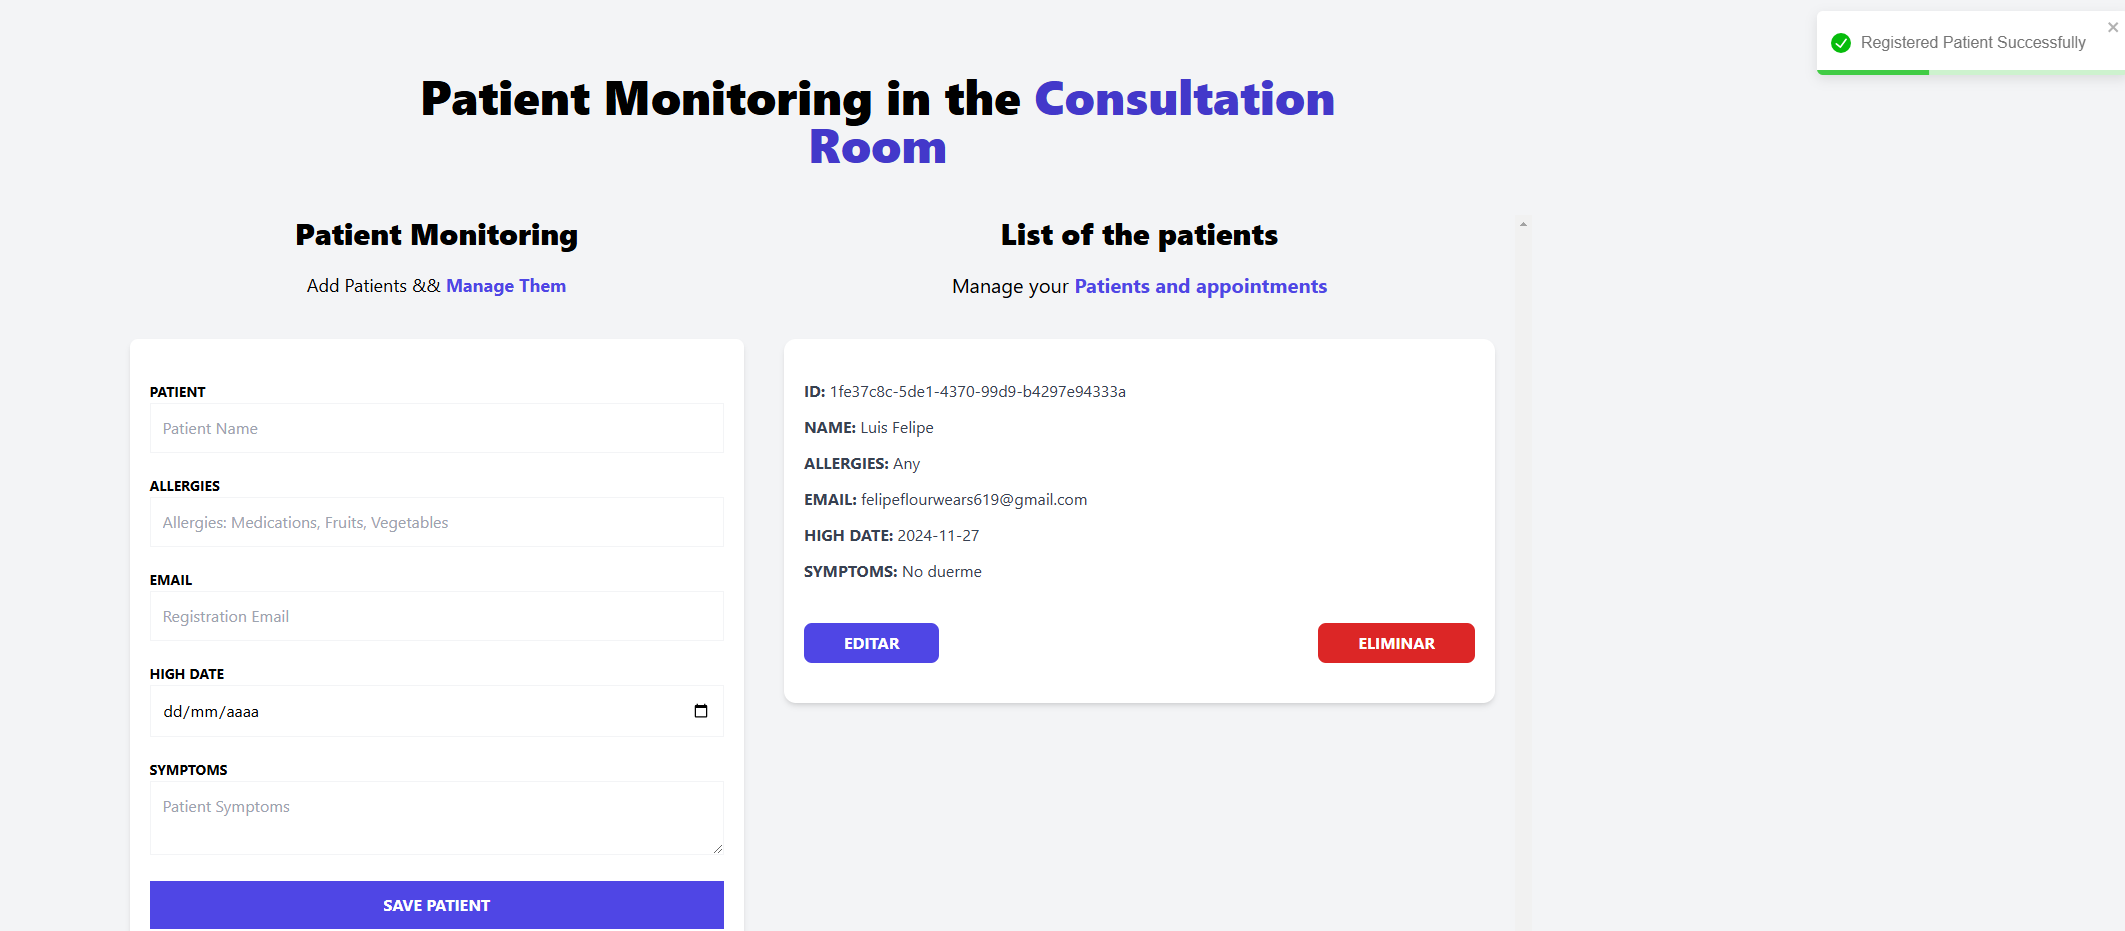 Registered Patient Successfully
Patient Monitoring in the Consultation
Room
Patient Monitoring
Add Patients && Manage Them
PATIENT
Patient Name
ALLERGIES
Allergies: Medications, Fruits, Vegetables
EMAIL
Registration Email
HIGH DATE
dd/mm/aaaa
SYMPTOMS
Patient Symptoms
SAVE PATIENT
List of the patients
Manage your Patients and appointments
ID: 1fe37c8c-5de1-4370-99d9-b4297e94333a
NAME: Luis Felipe
ALLERGIES: Any
EMAIL: felipeflourwears619@gmail.com
HIGH DATE: 2024-11-27
SYMPTOMS: No duerme
EDITAR
ELIMINAR